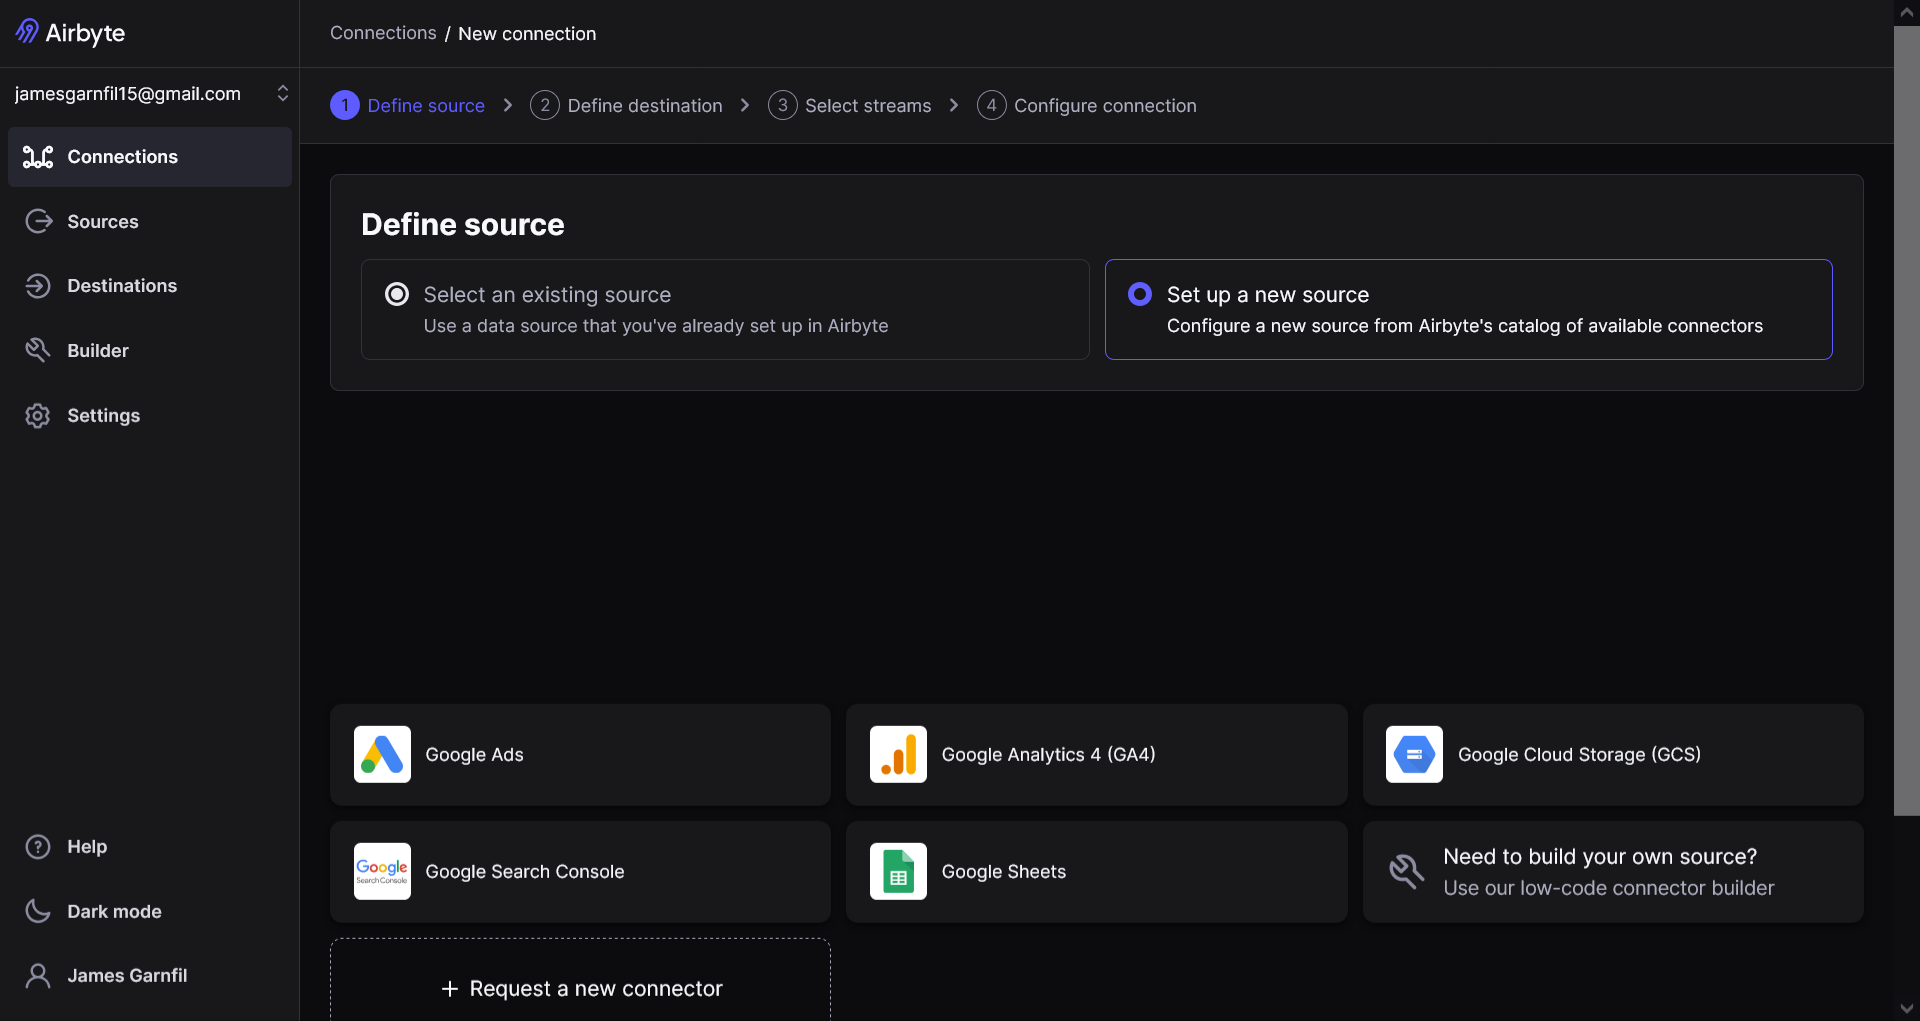 Airbyte
Connections / New connection
jamesgarnfil15@gmail.com
1 Define source > 2 Define destination > 3 Select streams > 4 Configure connection
Connections
Sources
Destinations
Builder
Settings
Define source
Select an existing source
Use a data source that you've already set up in Airbyte
Set up a new source
Configure a new source from Airbyte's catalog of available connectors
Google Ads
Google Analytics 4 (GA4)
Google Cloud Storage (GCS)
Google
Search Console
Google Search Console
Google Sheets
Need to build your own source?
Use our low-code connector builder
+ Request a new connector
? Help
Dark mode
James Garnfil